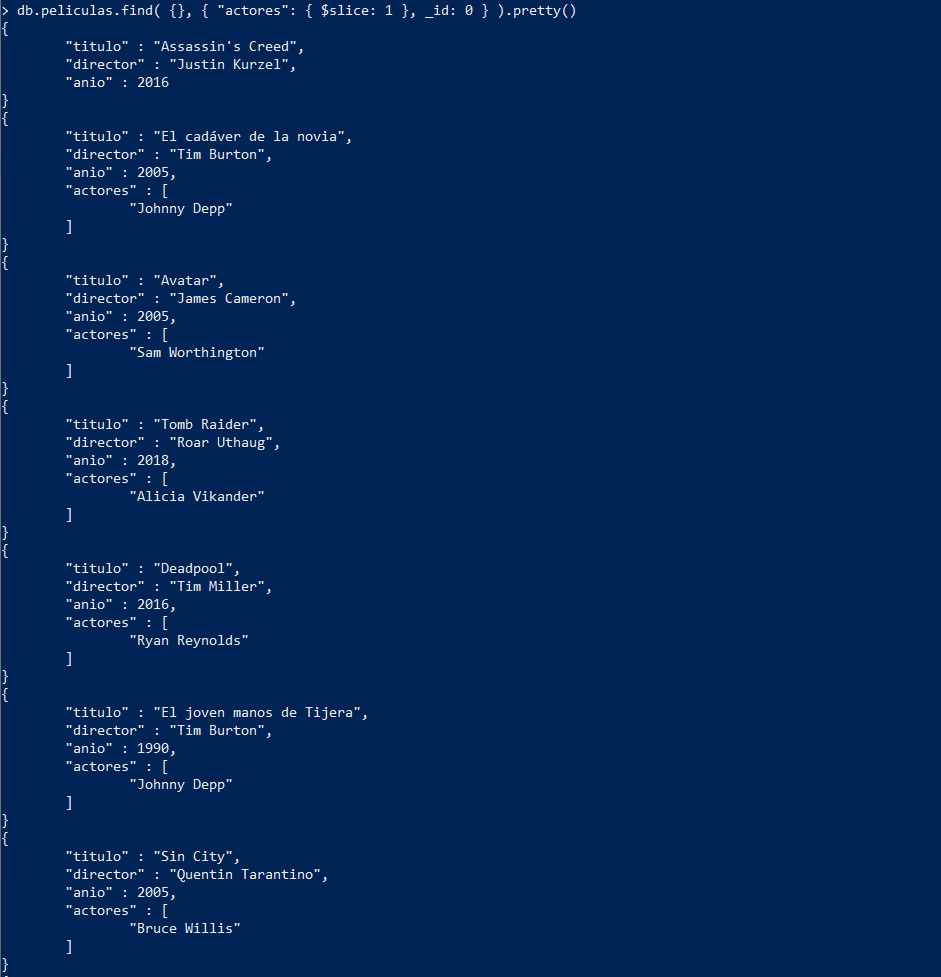 > db.peliculas.find( {}, { "actores": { $slice: 1 }, _id: 0 } ).pretty()
{
        "titulo" : "Assassin's Creed",
        "director" : "Justin Kurzel",
        "anio" : 2016
}
{
        "titulo" : "El cadáver de la novia",
        "director" : "Tim Burton",
        "anio" : 2005,
        "actores" : [
                "Johnny Depp"
        ]
}
{
        "titulo" : "Avatar",
        "director" : "James Cameron",
        "anio" : 2005,
        "actores" : [
                "Sam Worthington"
        ]
}
{
        "titulo" : "Tomb Raider",
        "director" : "Roar Uthaug",
        "anio" : 2018,
        "actores" : [
                "Alicia Vikander"
        ]
}
{
        "titulo" : "Deadpool",
        "director" : "Tim Miller",
        "anio" : 2016,
        "actores" : [
                "Ryan Reynolds"
        ]
}
{
        "titulo" : "El joven manos de Tijera",
        "director" : "Tim Burton",
        "anio" : 1990,
        "actores" : [
                "Johnny Depp"
        ]
}
{
        "titulo" : "Sin City",
        "director" : "Quentin Tarantino",
        "anio" : 2005,
        "actores" : [
                "Bruce Willis"
        ]
}